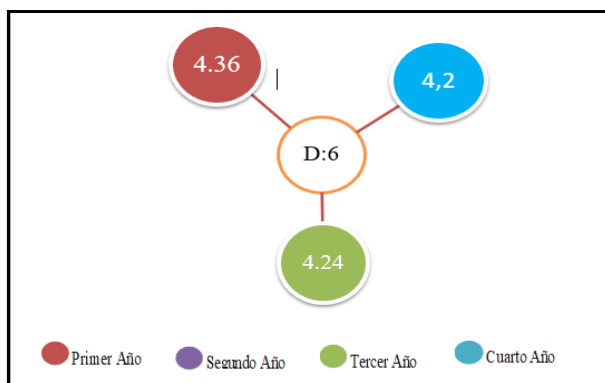 4.36
4,2
D:6
4.24
Primer Año
Segundo Año
Tercer Año
Cuarto Año